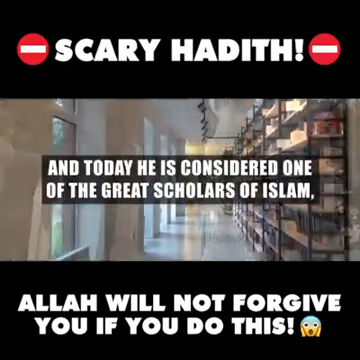 ⛔SCARY HADITH!⛔
AND TODAY HE IS CONSIDERED ONE
OF THE GREAT SCHOLARS OF ISLAM,
ALLAH WILL NOT FORGIVE
YOU IF YOU DO THIS!😱